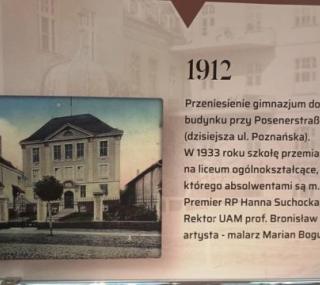 1912
Przeniesienie gimnazjum do
budynku przy Posenerstraß
(dzisiejsza ul. Poznańska).
W 1933 roku szkołę przemia
na liceum ogólnokształcące,
którego absolwentami są m.
Premier RP Hanna Suchocka
Rektor UAM prof. Bronisław
artysta - malarz Marian Bogu